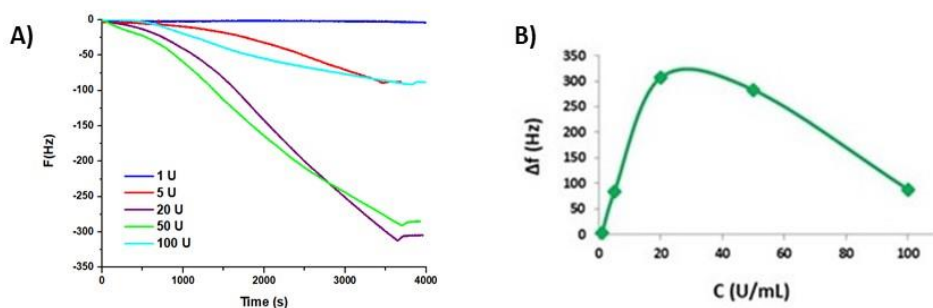 A)
0
-50
-100
-150
-200
-250
-300
-350
F(Hz)
1 U
5 U
20 U
50 U
100 U
0 1000 2000 3000 4000
Time (s)
B)
350
300
250
200
150
100
50
0
Δf (Hz)
0 20 40 60 80 100
C (U/mL)